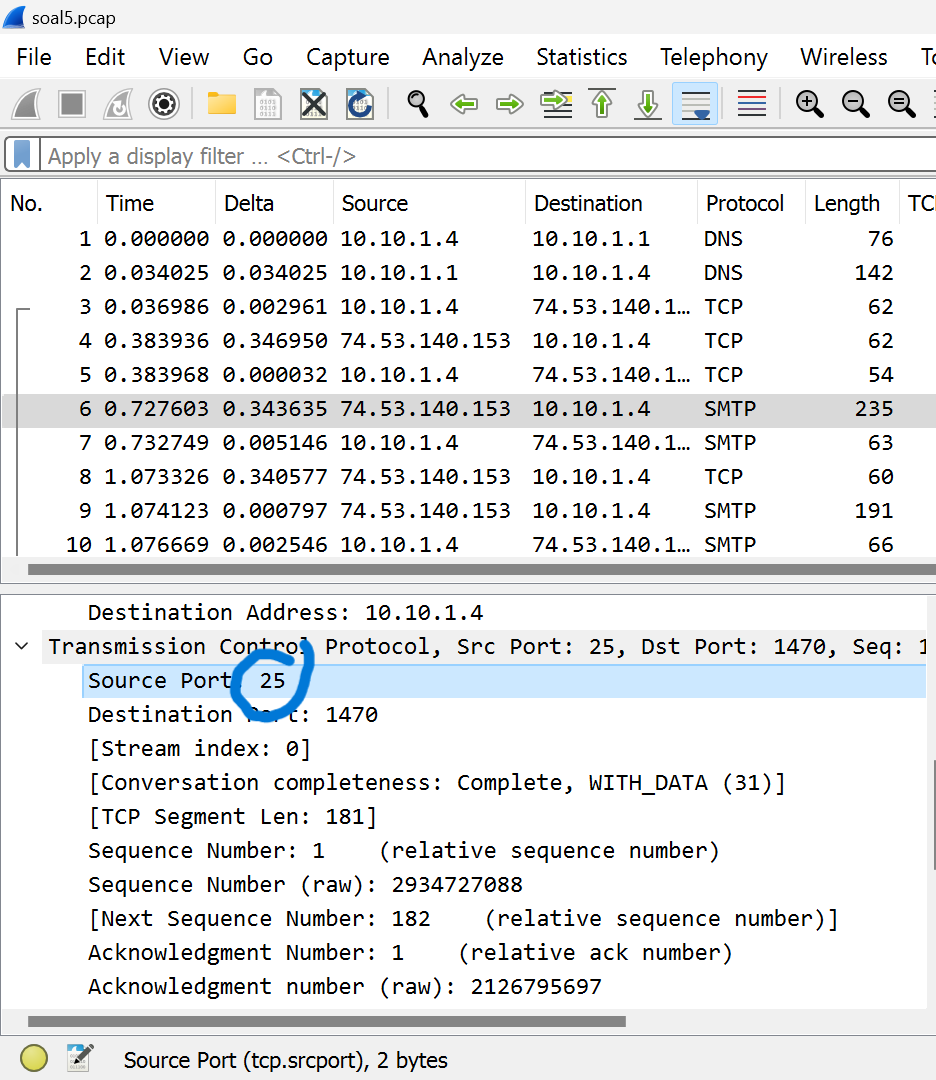 soal5.pcap
File Edit View Go Capture Analyze Statistics Telephony Wireless
Apply a display filter … <Ctrl-/>
No. Time Delta Source Destination Protocol Length
1 0.000000 0.000000 10.10.1.4 10.10.1.1 DNS 76
2 0.034025 0.034025 10.10.1.1 10.10.1.4 DNS 142
3 0.036986 0.002961 10.10.1.4 74.53.140.1… TCP 62
4 0.383936 0.346950 74.53.140.153 10.10.1.4 TCP 62
5 0.383968 0.000032 10.10.1.4 74.53.140.1… TCP 54
6 0.727603 0.343635 74.53.140.153 10.10.1.4 SMTP 235
7 0.732749 0.005146 10.10.1.4 74.53.140.1… SMTP 63
8 1.073326 0.340577 74.53.140.153 10.10.1.4 TCP 60
9 1.074123 0.000797 74.53.140.153 10.10.1.4 SMTP 191
10 1.076669 0.002546 10.10.1.4 74.53.140.1… SMTP 66
Destination Address: 10.10.1.4
Transmission Control Protocol, Src Port: 25, Dst Port: 1470, Seq: 1
Source Port: 25
Destination Port: 1470
[Stream index: 0]
[Conversation completeness: Complete, WITH_DATA (31)]
[TCP Segment Len: 181]
Sequence Number: 1    (relative sequence number)
Sequence Number (raw): 2934727088
[Next Sequence Number: 182    (relative sequence number)]
Acknowledgment Number: 1    (relative ack number)
Acknowledgment number (raw): 2126795697
Source Port (tcp.srcport), 2 bytes